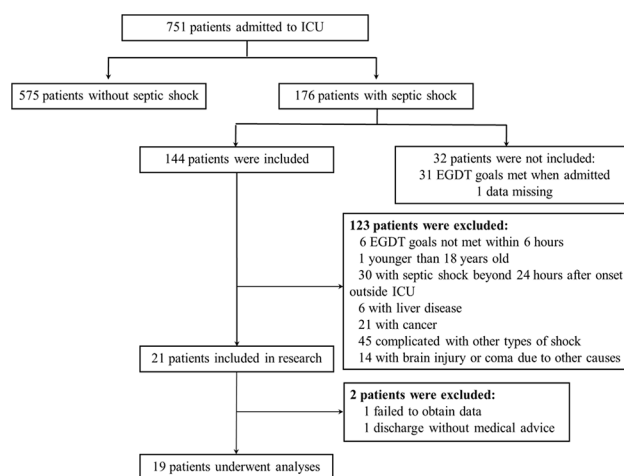 751 patients admitted to ICU
575 patients without septic shock
176 patients with septic shock
144 patients were included
32 patients were not included:
31 EGDT goals met when admitted
1 data missing
123 patients were excluded:
6 EGDT goals not met within 6 hours
1 younger than 18 years old
30 with septic shock beyond 24 hours after onset
outside ICU
6 with liver disease
21 with cancer
45 complicated with other types of shock
14 with brain injury or coma due to other causes
21 patients included in research
2 patients were excluded:
1 failed to obtain data
1 discharge without medical advice
19 patients underwent analyses